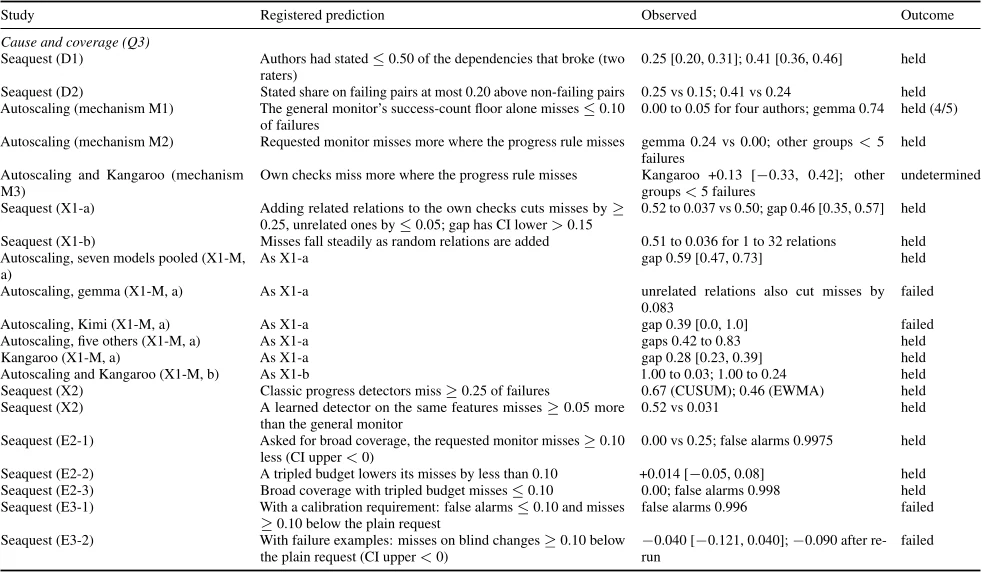 Study Registered prediction Observed Outcome
Cause and coverage (Q3)
Seaquest (D1) Authors had stated ≤ 0.50 of the dependencies that broke (two 0.25 [0.20, 0.31]; 0.41 [0.36, 0.46] held
raters)
Seaquest (D2) Stated share on failing pairs at most 0.20 above non-failing pairs 0.25 vs 0.15; 0.41 vs 0.24 held
Autoscaling (mechanism M1) The general monitor's success-count floor alone misses ≤ 0.10 0.00 to 0.05 for four authors; gemma 0.74 held (4/5)
of failures
Autoscaling (mechanism M2) Requested monitor misses more where the progress rule misses gemma 0.24 vs 0.00; other groups < 5 held
failures
Autoscaling and Kangaroo (mechanism Own checks miss more where the progress rule misses Kangaroo +0.13 [−0.33, 0.42]; other undetermined
M3) groups < 5 failures
Seaquest (X1-a) Adding related relations to the own checks cuts misses by ≥ 0.52 to 0.037 vs 0.50; gap 0.46 [0.35, 0.57] held
0.25, unrelated ones by ≤ 0.05; gap has CI lower > 0.15
Seaquest (X1-b) Misses fall steadily as random relations are added 0.51 to 0.036 for 1 to 32 relations held
Autoscaling, seven models pooled (X1-M, As X1-a gap 0.59 [0.47, 0.73] held
a)
Autoscaling, gemma (X1-M, a) As X1-a unrelated relations also cut misses by failed
0.083
Autoscaling, Kimi (X1-M, a) As X1-a gap 0.39 [0.0, 1.0] failed
Autoscaling, five others (X1-M, a) As X1-a gaps 0.42 to 0.83 held
Kangaroo (X1-M, a) As X1-a gap 0.28 [0.23, 0.39] held
Autoscaling and Kangaroo (X1-M, b) As X1-b 1.00 to 0.03; 1.00 to 0.24 held
Seaquest (X2) Classic progress detectors miss ≥ 0.25 of failures 0.67 (CUSUM); 0.46 (EWMA) held
Seaquest (X2) A learned detector on the same features misses ≥ 0.05 more 0.52 vs 0.031 held
than the general monitor
Seaquest (E2-1) Asked for broad coverage, the requested monitor misses ≥ 0.10 0.00 vs 0.25; false alarms 0.9975 held
less (CI upper < 0)
Seaquest (E2-2) A tripled budget lowers its misses by less than 0.10 +0.014 [−0.05, 0.08] held
Seaquest (E2-3) Broad coverage with tripled budget misses ≤ 0.10 0.00; false alarms 0.998 held
Seaquest (E3-1) With a calibration requirement: false alarms ≤ 0.10 and misses false alarms 0.996 failed
≥ 0.10 below the plain request
Seaquest (E3-2) With failure examples: misses on blind changes ≥ 0.10 below −0.040 [−0.121, 0.040]; −0.090 after re- failed
the plain request (CI upper < 0) run